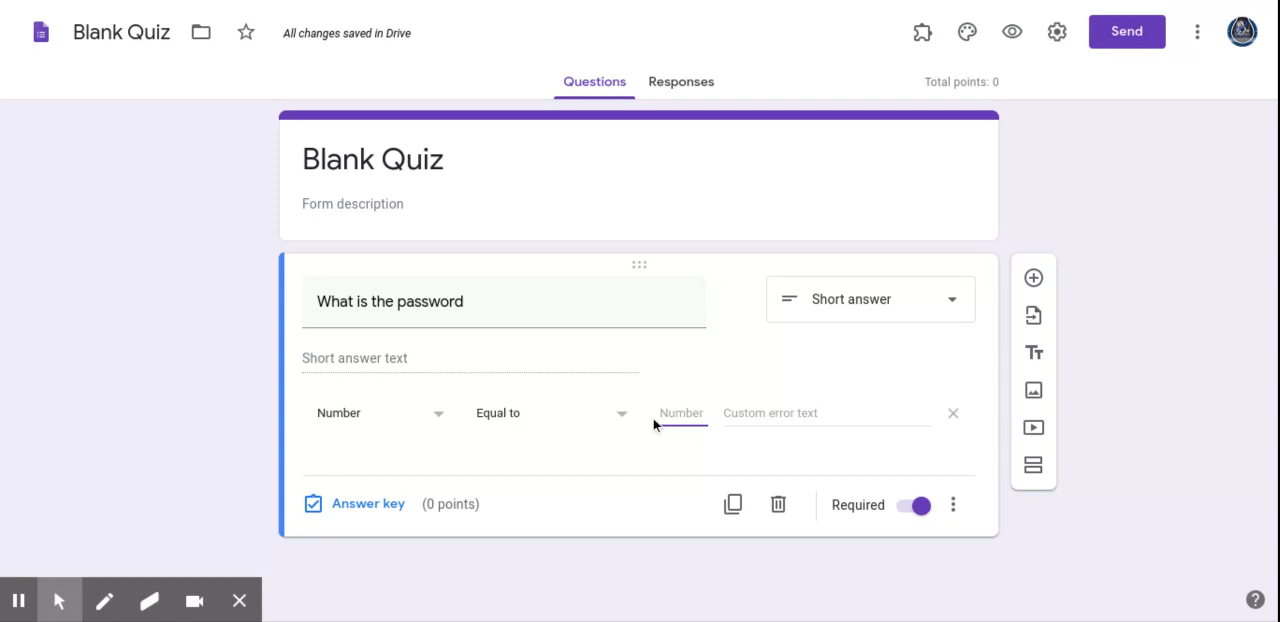 Blank Quiz
All changes saved in Drive
Send
Questions
Responses
Total points: 0
Blank Quiz
Form description
What is the password
Short answer
Short answer text
Number
Equal to
Number
Custom error text
Answer key
(0 points)
Required
Tт
?